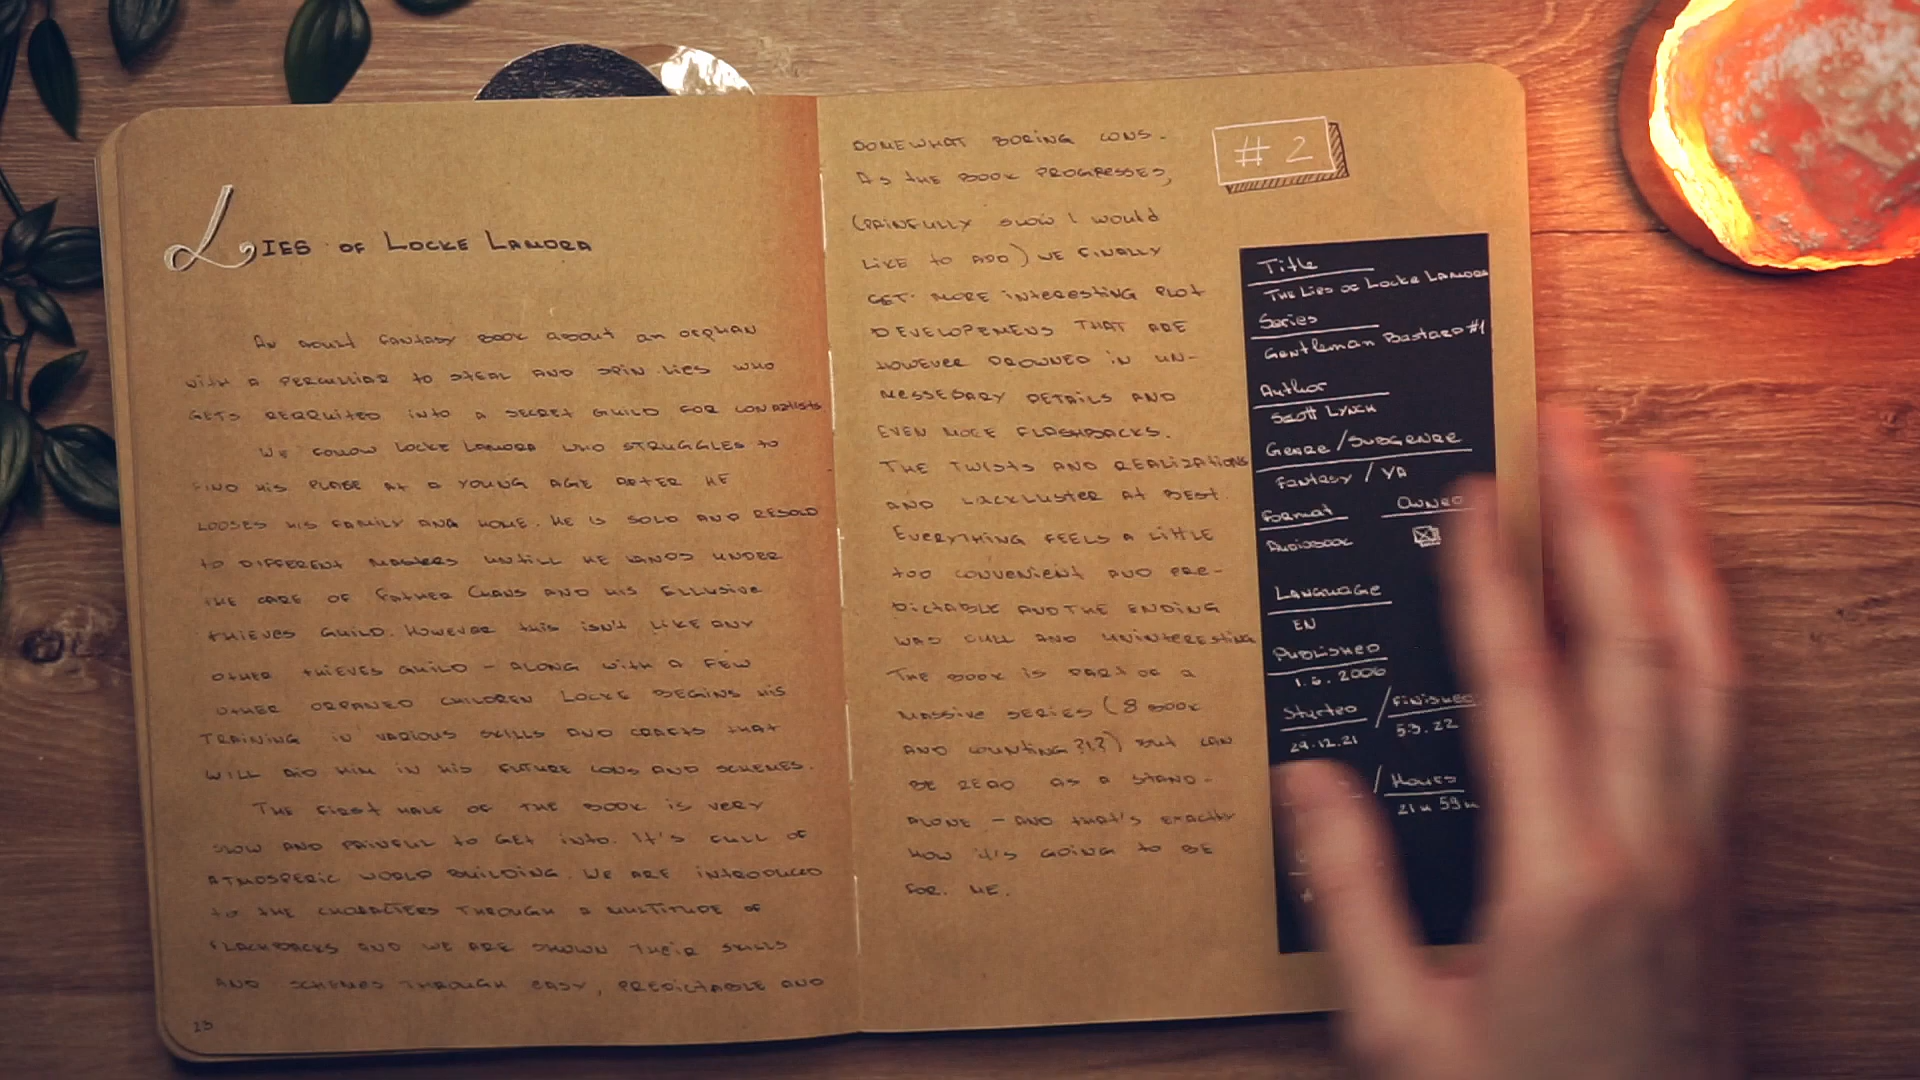 Lies of Locke Lamora
An adult fantasy book about an orphan
with a perculliar to steal and spin lies who
gets rerquited into a secret guild for conartists
We follow Locke Lamora who struggles to
find his place at a young age after he
looses his family and home. He is sold and resold
to different masters untill he lands under
the care of father Chans and his ellusive
thieves guild. However this isn't like any
other thieves guild – along with a few
other orpaned children Locke begins his
training in various skills and crafts that
will aid him in his future cons and schemes.
The first half of the book is very
slow and painful to get into. It's full of
atmosperic world building. We are introduced
to the characters through a multitude of
flashbacks and we are shown their skills
and schemes through easy, predictable and
23
somewhat boring cons.
As the book progresses,
(painfully slow I would
like to add) we finally
get more interesting plot
developemens that are
however drowned in un-
messesary details and
even more flashbacks.
The twists and realizations
and lackluster at best.
Everything feels a little
too convenient and pre-
dictable and the ending
was dull and uninteresting
The book is part of a
massive series (8 book
and counting?!?) but can
be read as a stand-
alone – and that's exactly
how it's going to be
for me.
# 2
Title
The Lies of Locke Lamora
Series
Gentleman Bastard #1
Author
Scott Lynch
Genre / Subgenre
Fantasy / YA
Format Owned
Audiobook
Language
EN
Published
1.6.2006
Started / Finished
29.12.21 5.3.22
/ Hours
21h 59m